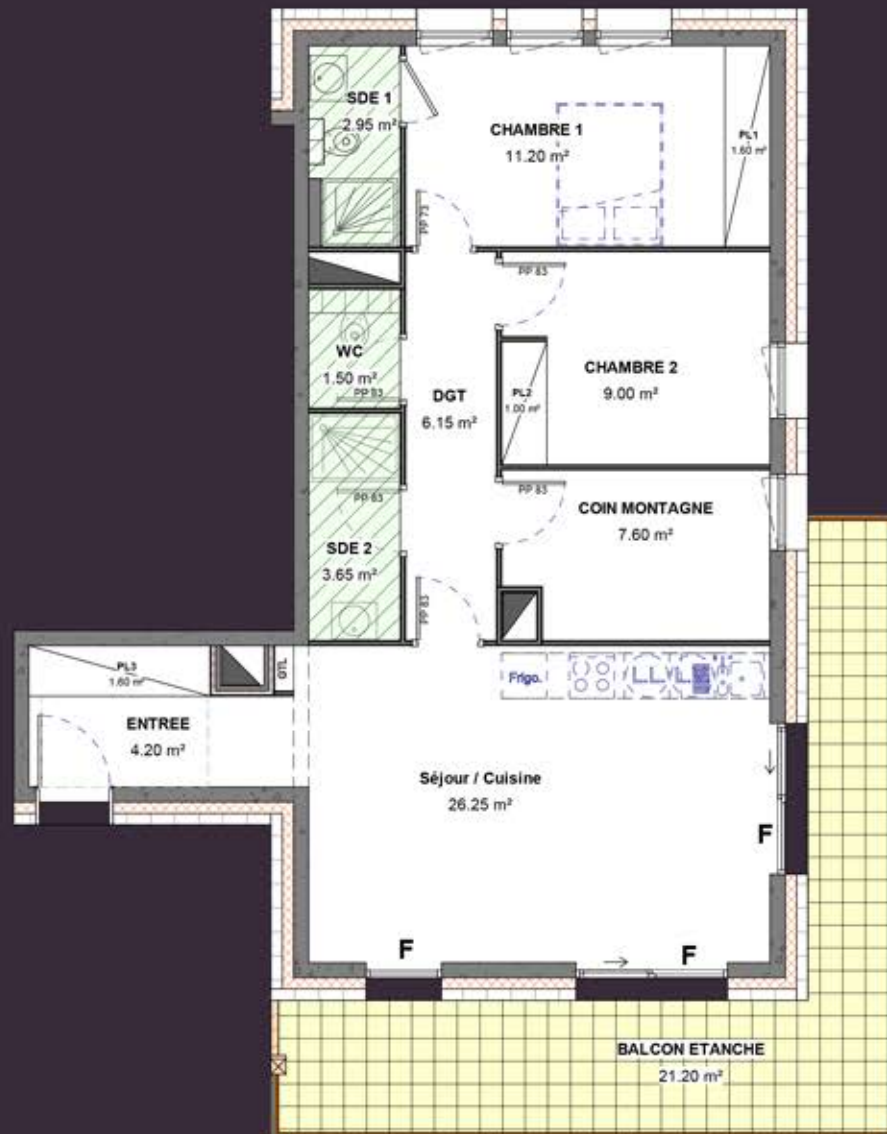 SDE 1
2.95 m²
CHAMBRE 1
11.20 m²
PL1
1.60 m²
PP 73
PP 83
WC
1.50 m²
PP 83
DGT
6.15 m²
PL2
1.00 m²
CHAMBRE 2
9.00 m²
PP 83
PP 83
SDE 2
3.65 m²
COIN MONTAGNE
7.60 m²
PP 83
PL3
1.60 m²
GTL
Frigo.
LL
LV
ENTREE
4.20 m²
Séjour / Cuisine
26.25 m²
F
F
F
BALCON ETANCHE
21.20 m²